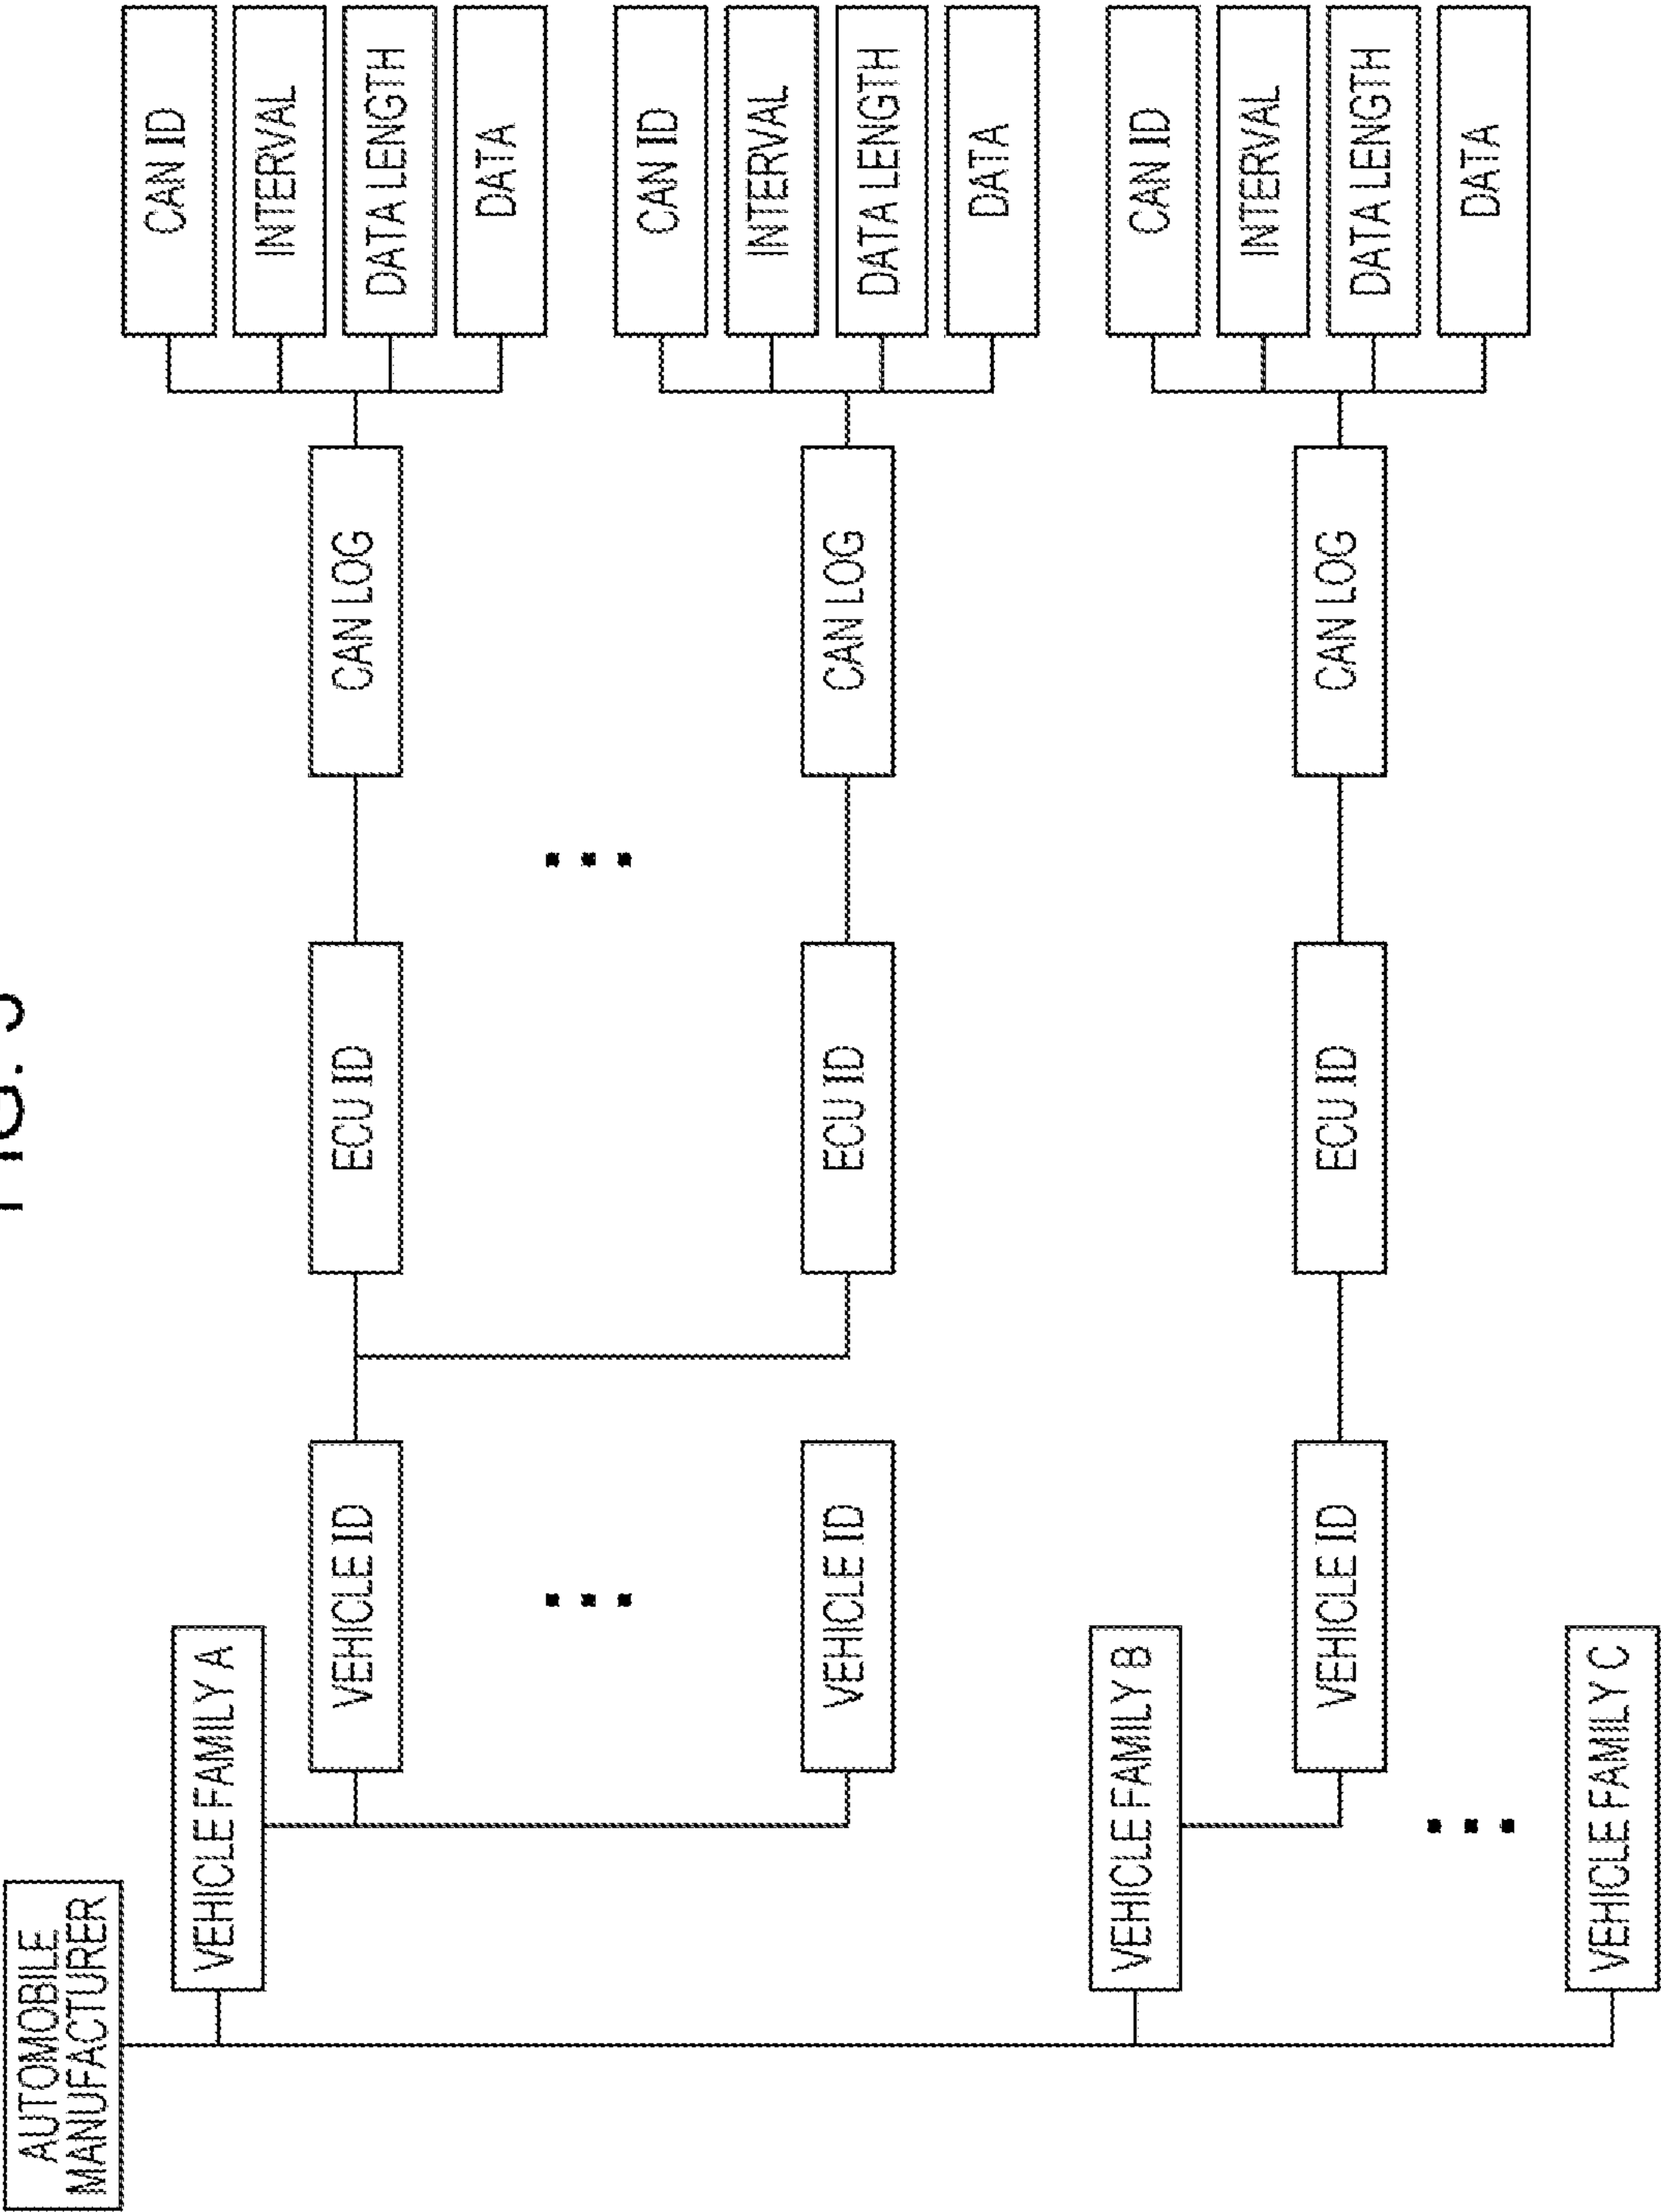 FIG.
AUTOMOBILE
MANUFACTURER
VEHICLE FAMILY A
VEHICLE ID
ECU ID
CAN LOG
CAN ID
INTERVAL
DATA LENGTH
DATA
...
...
VEHICLE ID
ECU ID
CAN LOG
CAN ID
INTERVAL
DATA LENGTH
DATA
VEHICLE FAMILY B
VEHICLE ID
ECU ID
CAN LOG
CAN ID
INTERVAL
DATA LENGTH
DATA
...
VEHICLE FAMILY C